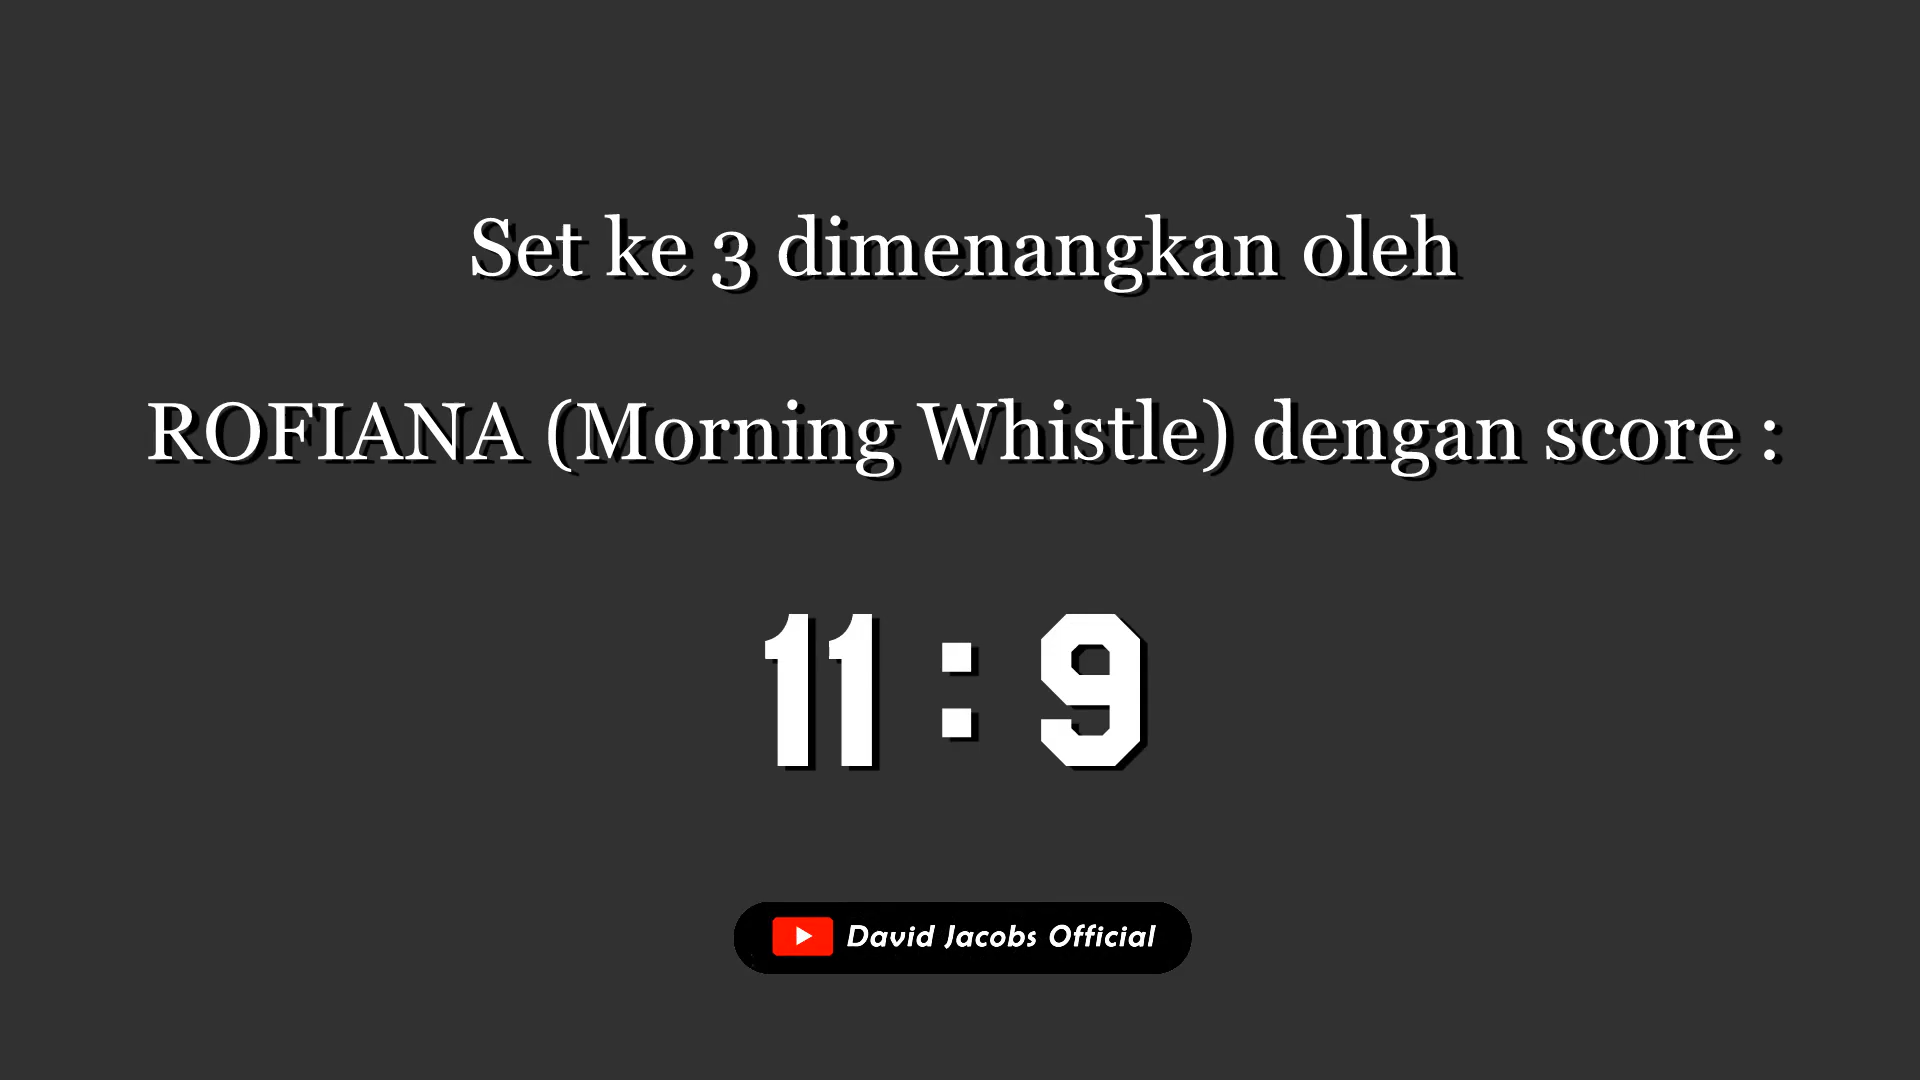 Set ke 3 dimenangkan oleh
ROFIANA (Morning Whistle) dengan score :
11 : 9
David Jacobs Official